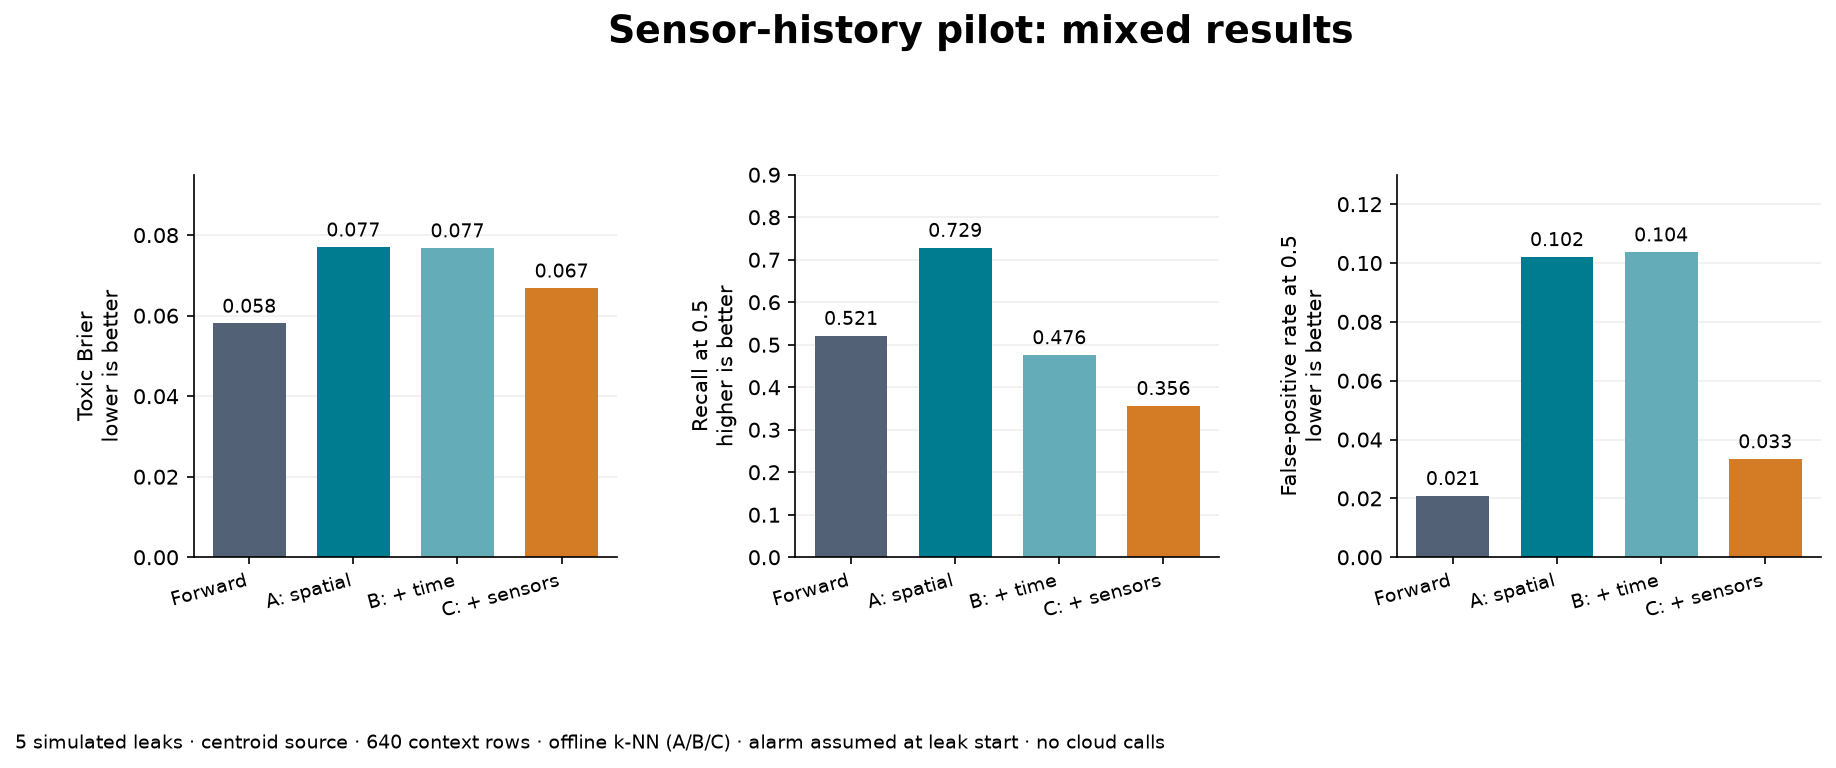 Sensor-history pilot: mixed results
Toxic Brier
lower is better
0.08
0.06
0.04
0.02
0.00
0.058
0.077
0.077
0.067
Forward
A: spatial
B: + time
C: + sensors
Recall at 0.5
higher is better
0.9
0.8
0.7
0.6
0.5
0.4
0.3
0.2
0.1
0.0
0.521
0.729
0.476
0.356
Forward
A: spatial
B: + time
C: + sensors
False-positive rate at 0.5
lower is better
0.12
0.10
0.08
0.06
0.04
0.02
0.00
0.021
0.102
0.104
0.033
Forward
A: spatial
B: + time
C: + sensors
5 simulated leaks · centroid source · 640 context rows · offline k-NN (A/B/C) · alarm assumed at leak start · no cloud calls